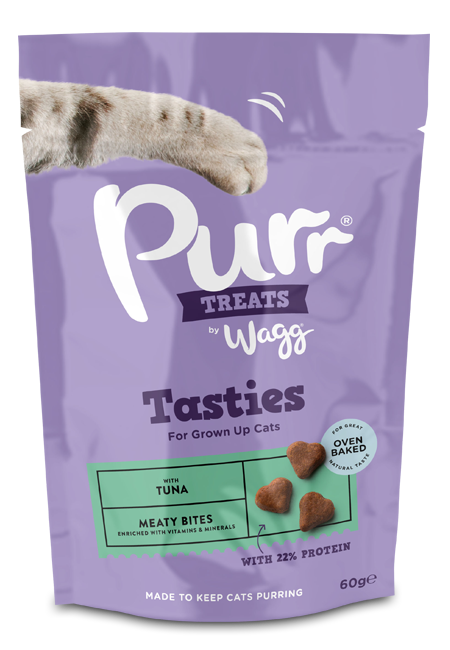 Purr®
TREATS
by Wagg®
Tasties
For Grown Up Cats
FOR GREAT
OVEN
BAKED
NATURAL TASTE
WITH
TUNA
MEATY BITES
ENRICHED WITH VITAMINS & MINERALS
WITH 22% PROTEIN
60g℮
MADE TO KEEP CATS PURRING